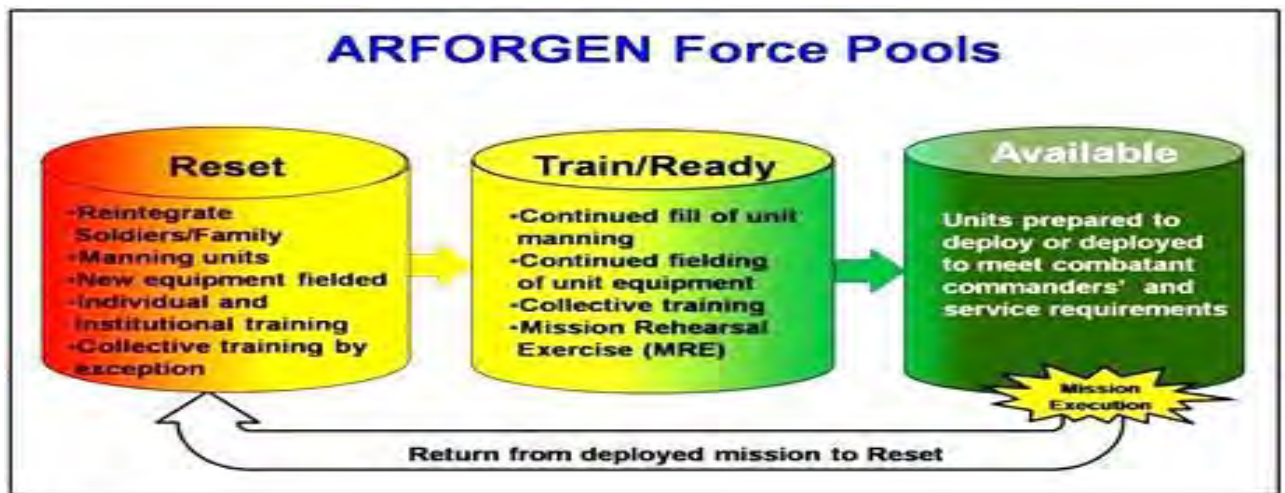 ARFORGEN Force Pools
Reset
•Reintegrate
Soldiers/Family
•Manning units
•New equipment fielded
•Individual and
Institutional training
•Collective training by
exception
Train/Ready
•Continued fill of unit
manning
•Continued fielding
of unit equipment
•Collective training
•Mission Rehearsal
Exercise (MRE)
Available
Units prepared to
deploy or deployed
to meet combatant
commanders' and
service requirements
Mission
Execution
Return from deployed mission to Reset